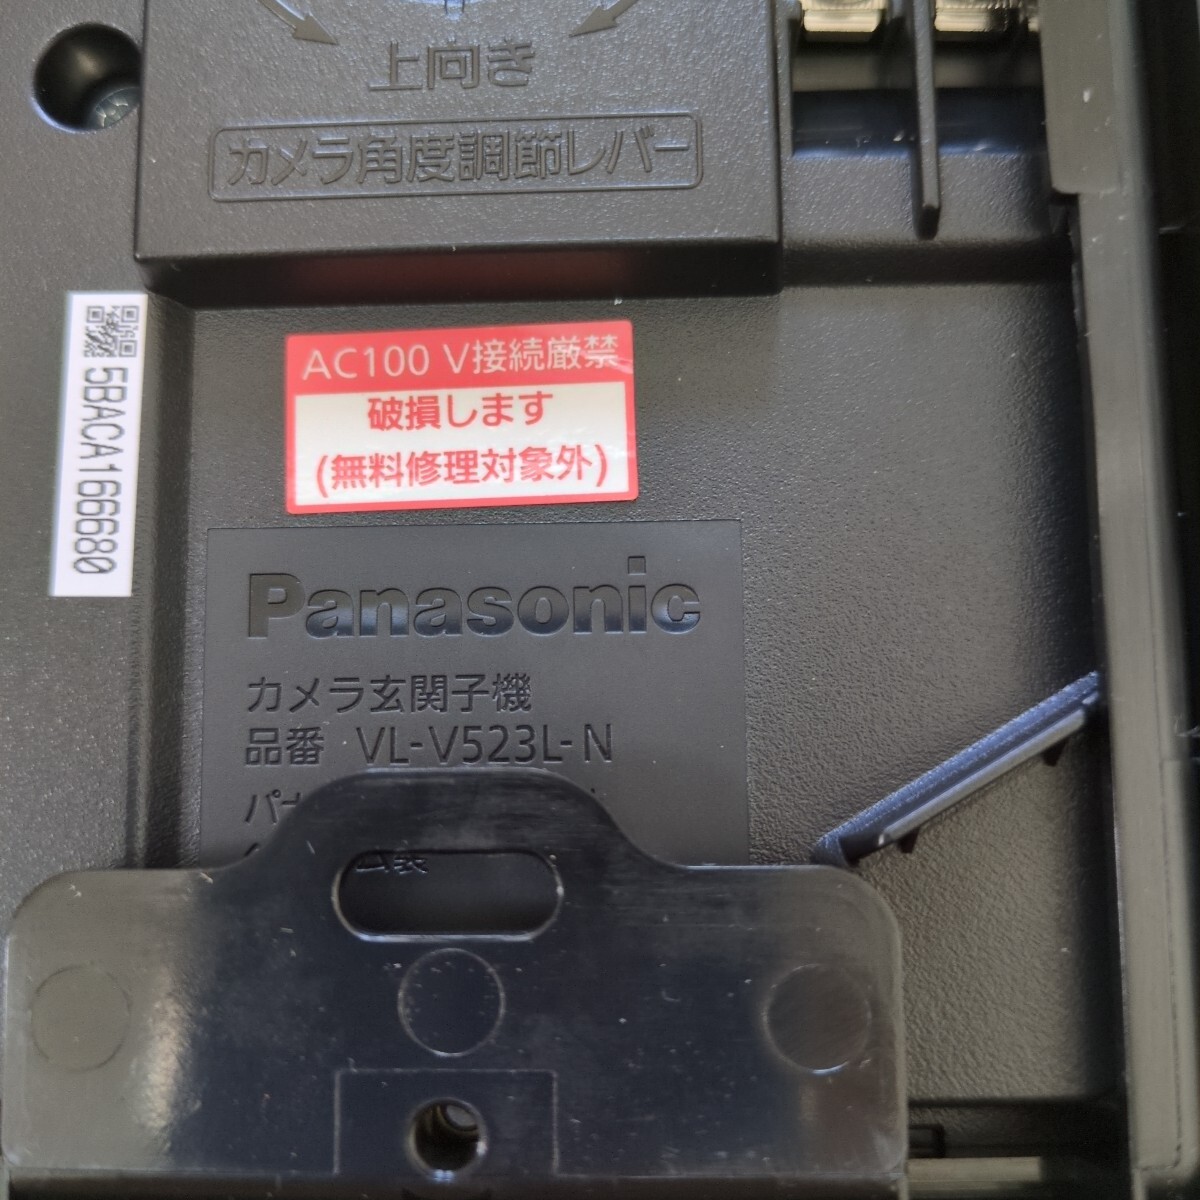 上向き
カメラ角度調節レバー
5BACA166680
AC100 V接続厳禁
破損します
(無料修理対象外)
Panasonic
カメラ玄関子機
品番 VL-V523L-N